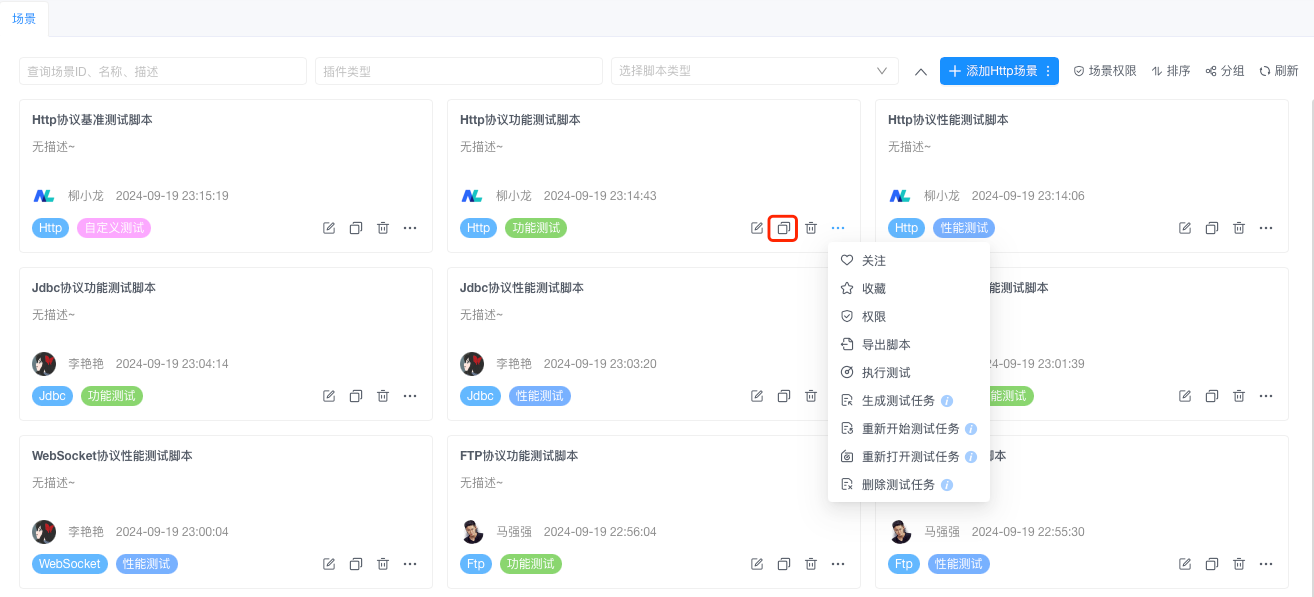 场景
查询场景ID、名称、描述
插件类型
选择脚本类型
添加Http场景
场景权限
排序
分组
刷新
Http协议基准测试脚本
无描述~
柳小龙 2024-09-19 23:15:19
Http 自定义测试
Http协议功能测试脚本
无描述~
柳小龙 2024-09-19 23:14:43
Http 功能测试
Http协议性能测试脚本
无描述~
柳小龙 2024-09-19 23:14:06
Http 性能测试
关注
收藏
权限
导出脚本
执行测试
生成测试任务
重新开始测试任务
重新打开测试任务
删除测试任务
Jdbc协议功能测试脚本
无描述~
李艳艳 2024-09-19 23:04:14
Jdbc 功能测试
Jdbc协议性能测试脚本
无描述~
李艳艳 2024-09-19 23:03:20
Jdbc 性能测试
能测试脚本
-09-19 23:01:39
能测试
WebSocket协议性能测试脚本
无描述~
李艳艳 2024-09-19 23:00:04
WebSocket 性能测试
FTP协议功能测试脚本
无描述~
马强强 2024-09-19 22:56:04
Ftp 功能测试
脚本
马强强 2024-09-19 22:55:30
Ftp 性能测试